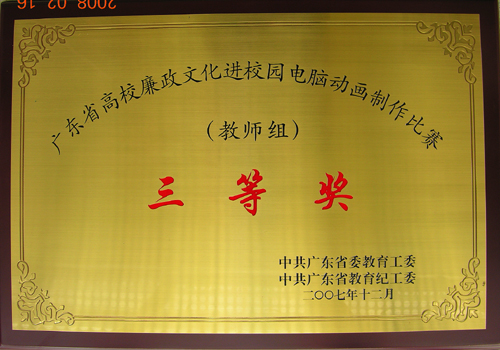 2008 02 16
广东省高校廉政文化进校园电脑动画制作比赛
（教师组）
三等奖
中共广东省委教育工委
中共广东省教育纪工委
二〇〇七年十二月